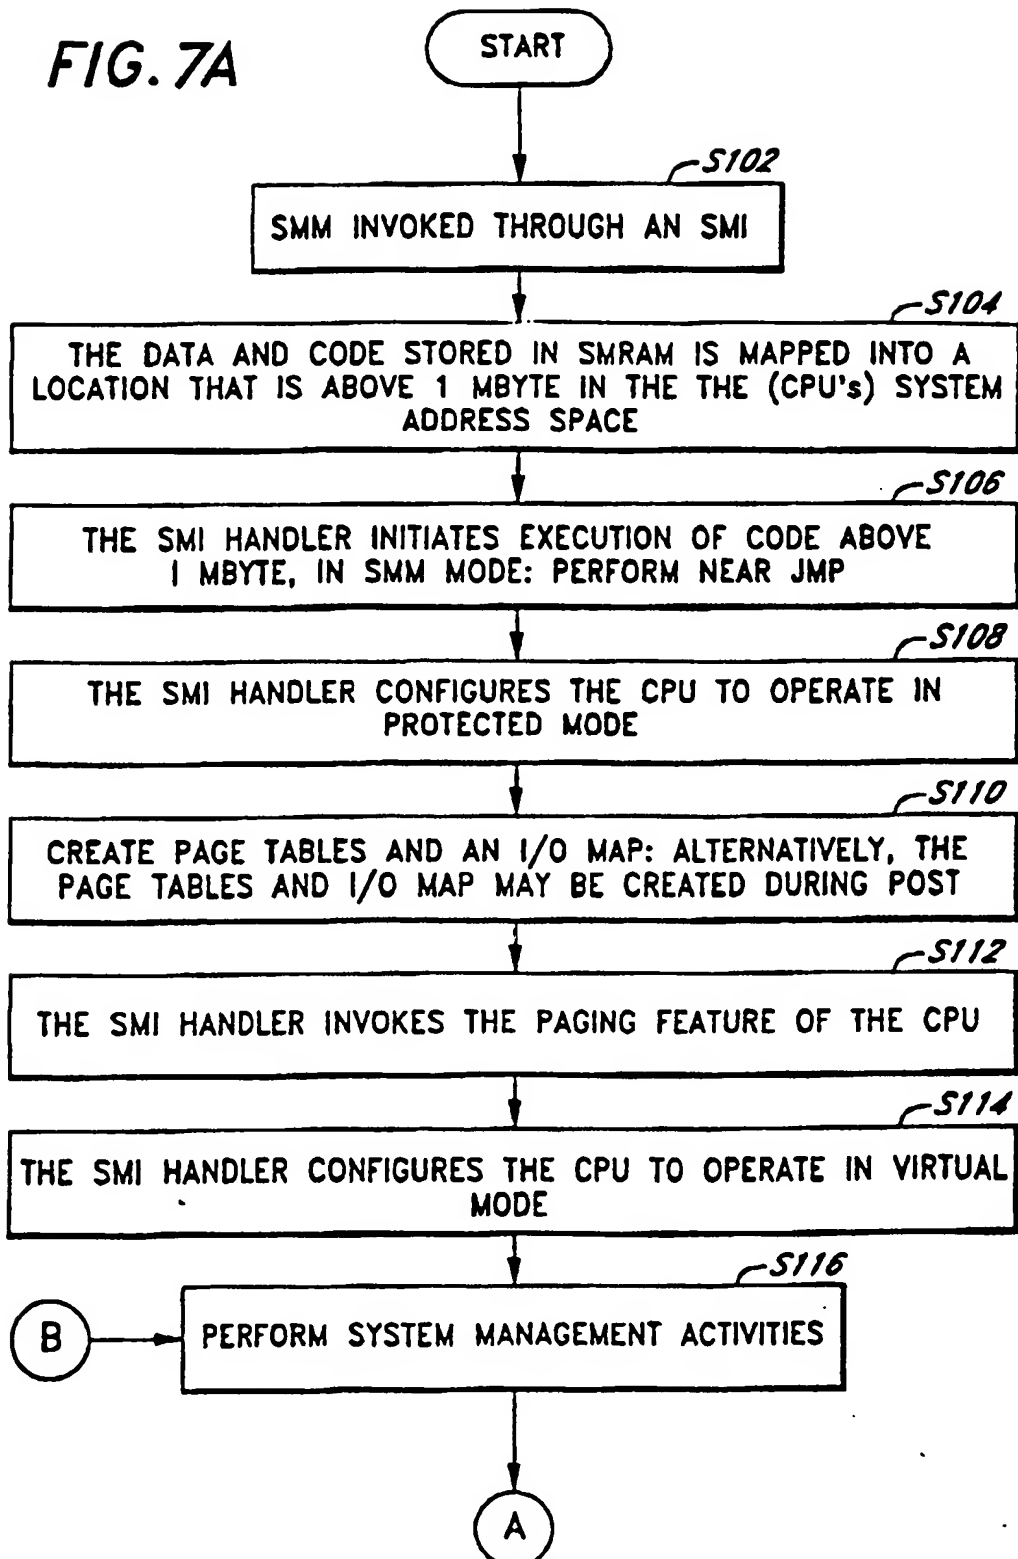 FIG. 7A
START
S102
SMM INVOKED THROUGH AN SMI
S104
THE DATA AND CODE STORED IN SMRAM IS MAPPED INTO A
LOCATION THAT IS ABOVE 1 MBYTE IN THE THE (CPU's) SYSTEM
ADDRESS SPACE
S106
THE SMI HANDLER INITIATES EXECUTION OF CODE ABOVE
1 MBYTE, IN SMM MODE: PERFORM NEAR JMP
S108
THE SMI HANDLER CONFIGURES THE CPU TO OPERATE IN
PROTECTED MODE
S110
CREATE PAGE TABLES AND AN I/O MAP: ALTERNATIVELY, THE
PAGE TABLES AND I/O MAP MAY BE CREATED DURING POST
S112
THE SMI HANDLER INVOKES THE PAGING FEATURE OF THE CPU
S114
THE SMI HANDLER CONFIGURES THE CPU TO OPERATE IN VIRTUAL
MODE
S116
B
PERFORM SYSTEM MANAGEMENT ACTIVITIES
A